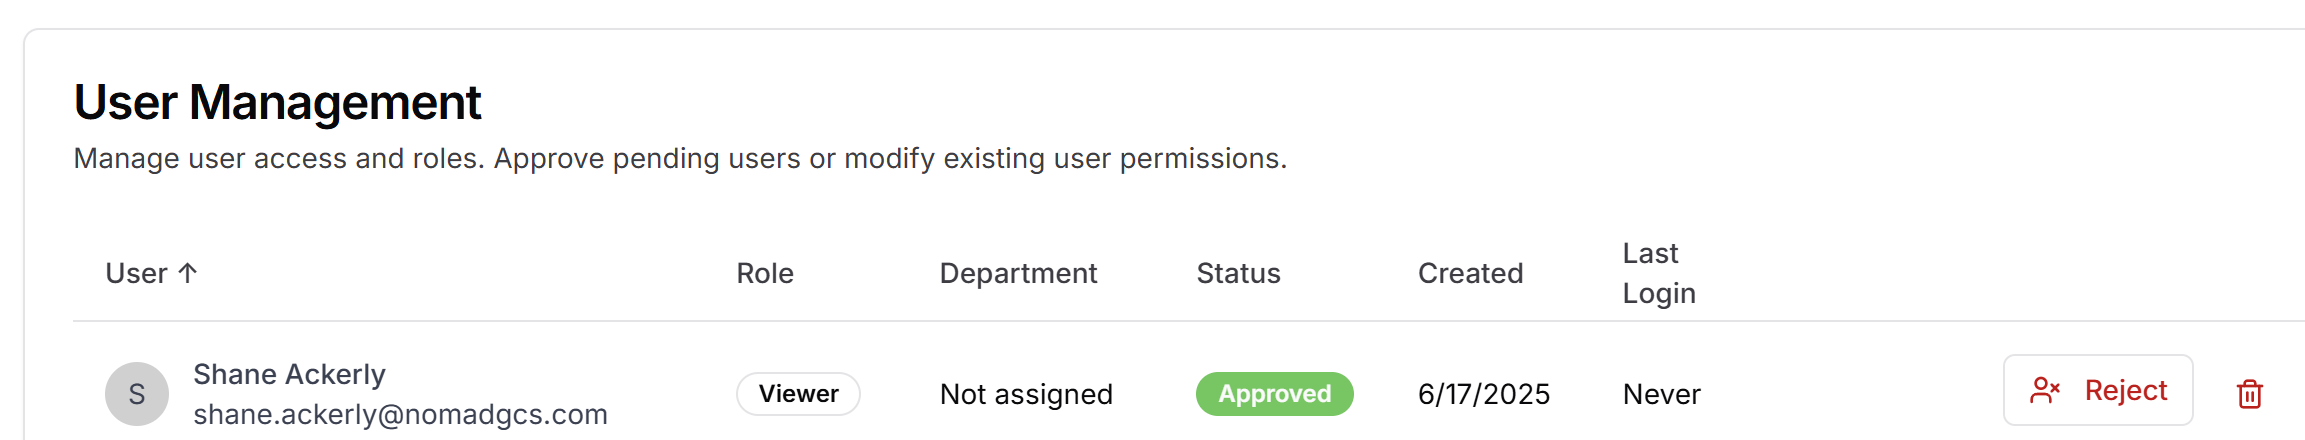 User Management
Manage user access and roles. Approve pending users or modify existing user permissions.
User ↑ Role Department Status Created Last Login
S Shane Ackerly Viewer Not assigned Approved 6/17/2025 Never Reject
shane.ackerly@nomadgcs.com